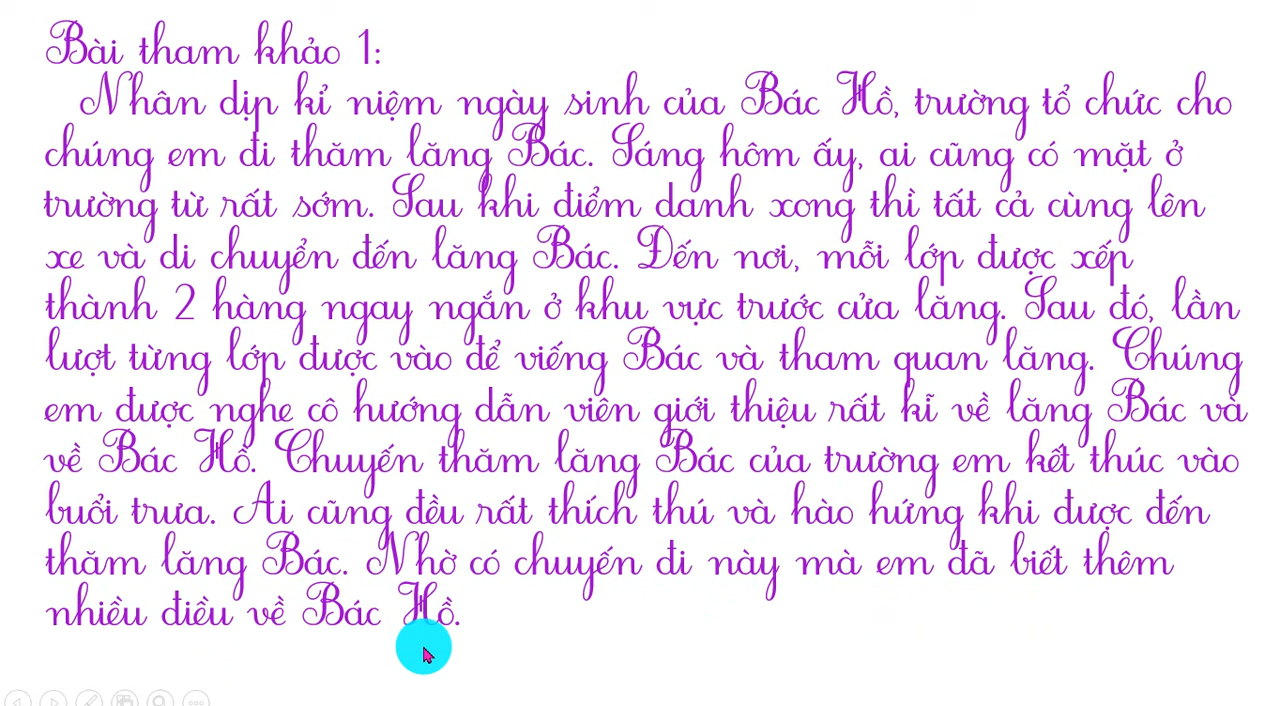 Bài tham khảo 1:
Nhân dịp kỉ niệm ngày sinh của Bác Hồ, trường tổ chức cho
chúng em đi thăm lăng Bác. Sáng hôm ấy, ai cũng có mặt ở
trường từ rất sớm. Sau khi điểm danh xong thì tất cả cùng lên
xe và di chuyển đến lăng Bác. Đến nơi, mỗi lớp được xếp
thành 2 hàng ngay ngắn ở khu vực trước cửa lăng. Sau đó, lần
lượt từng lớp được vào để viếng Bác và tham quan lăng. Chúng
em được nghe cô hướng dẫn viên giới thiệu rất kĩ về lăng Bác và
về Bác Hồ. Chuyến thăm lăng Bác của trường em kết thúc vào
buổi trưa. Ai cũng đều rất thích thú và hào hứng khi được đến
thăm lăng Bác. Nhờ có chuyến đi này mà em đã biết thêm
nhiều điều về Bác Hồ.